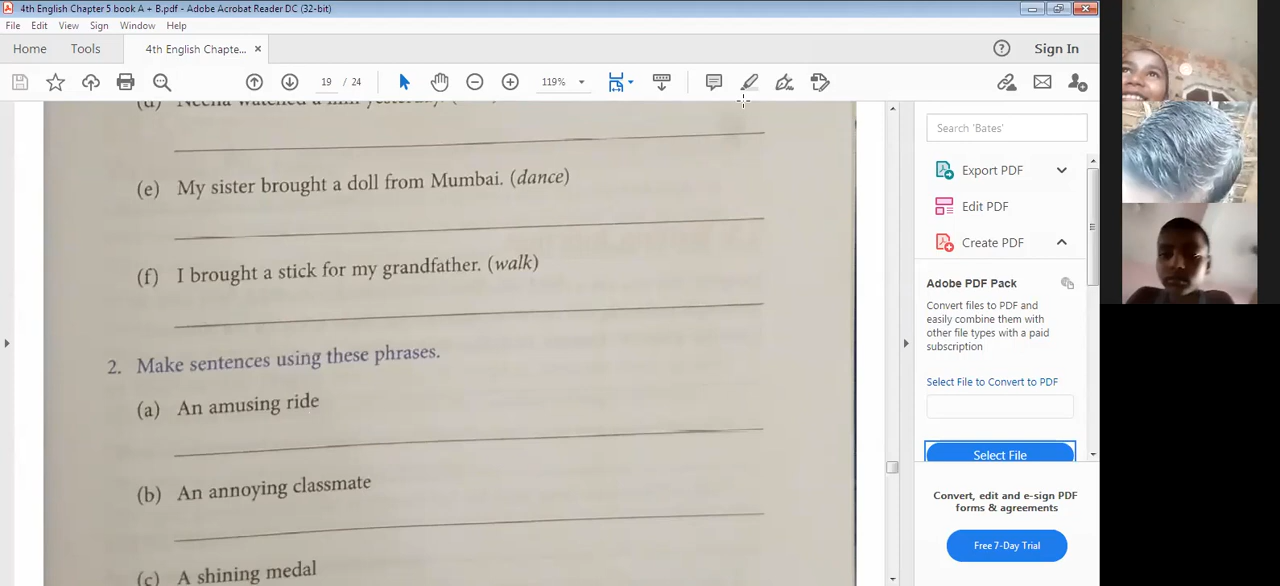 4th English Chapter 5 book A + B.pdf - Adobe Acrobat Reader DC (32-bit)
File Edit View Sign Window Help
Home Tools 4th English Chapte... × Sign In
19 / 24 119%
Search 'Bates'
(e) My sister brought a doll from Mumbai. (dance)
(f) I brought a stick for my grandfather. (walk)
2. Make sentences using these phrases.
(a) An amusing ride
(b) An annoying classmate
(c) A shining medal
Export PDF
Edit PDF
Create PDF
Adobe PDF Pack
Convert files to PDF and
easily combine them with
other file types with a paid
subscription
Select File to Convert to PDF
Select File
Convert, edit and e-sign PDF
forms & agreements
Free 7-Day Trial